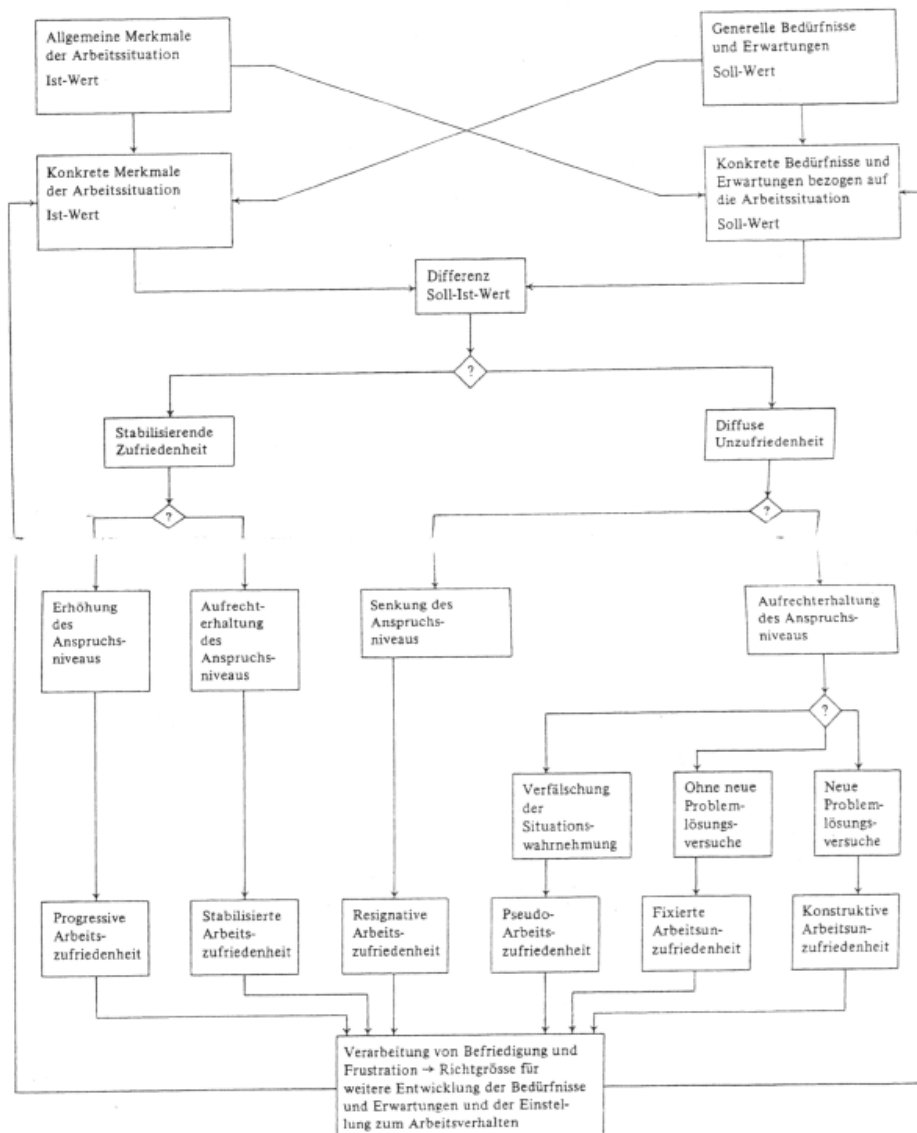 Allgemeine Merkmale
der Arbeitssituation
Ist-Wert
Generelle Bedürfnisse
und Erwartungen
Soll-Wert
Konkrete Merkmale
der Arbeitssituation
Ist-Wert
Konkrete Bedürfnisse und
Erwartungen bezogen auf
die Arbeitssituation
Soll-Wert
Differenz
Soll-Ist-Wert
?
Stabilisierende
Zufriedenheit
Diffuse
Unzufriedenheit
?
?
Erhöhung
des
Anspruchs-
niveaus
Aufrecht-
erhaltung
des
Anspruchs-
niveaus
Senkung des
Anspruchs-
niveaus
Aufrechterhaltung
des Anspruchs-
niveaus
?
Verfälschung
der
Situations-
wahrnehmung
Ohne neue
Problem-
lösungs-
versuche
Neue
Problem-
lösungs-
versuche
Progressive
Arbeits-
zufriedenheit
Stabilisierte
Arbeits-
zufriedenheit
Resignative
Arbeits-
zufriedenheit
Pseudo-
Arbeits-
zufriedenheit
Fixierte
Arbeitsun-
zufriedenheit
Konstruktive
Arbeitsun-
zufriedenheit
Verarbeitung von Befriedigung und
Frustration → Richtgrösse für
weitere Entwicklung der Bedürfnisse
und Erwartungen und der Einstel-
lung zum Arbeitsverhalten